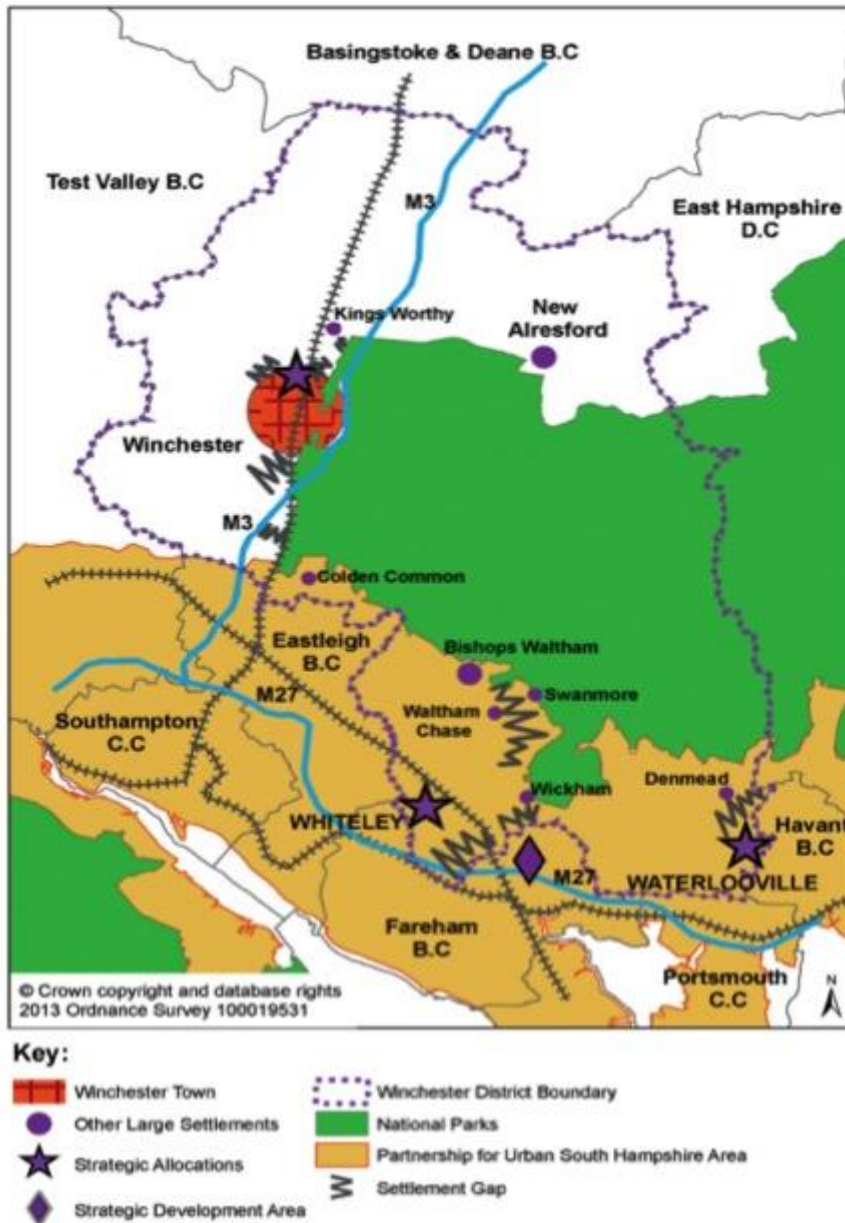 Basingstoke & Deane B.C
Test Valley B.C
M3
East Hampshire
D.C
Kings Worthy
New
Alresford
Winchester
M3
Colden Common
Eastleigh
B.C
Bishops Waltham
M27
Swanmore
Southampton
C.C
Waltham
Chase
Wickham
Denmead
WHITELEY
Havant
B.C
M27
WATERLOOVILLE
Fareham
B.C
Portsmouth
C.C
© Crown copyright and database rights
2013 Ordnance Survey 100019531
N
Key:
Winchester Town
Other Large Settlements
Strategic Allocations
Strategic Development Area
Winchester District Boundary
National Parks
Partnership for Urban South Hampshire Area
Settlement Gap